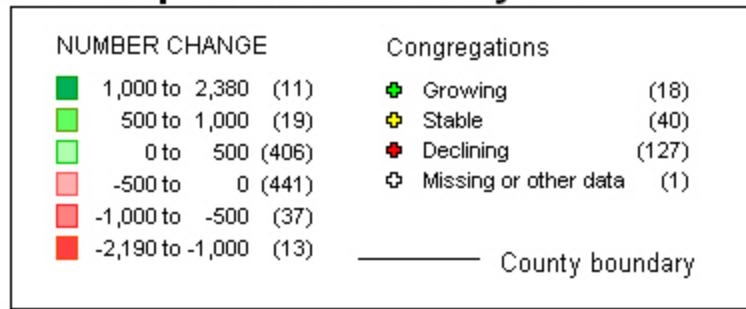 NUMBER CHANGE
1,000 to 2,380 (11)
500 to 1,000 (19)
0 to 500 (406)
-500 to 0 (441)
-1,000 to -500 (37)
-2,190 to -1,000 (13)
Congregations
Growing (18)
Stable (40)
Declining (127)
Missing or other data (1)
County boundary